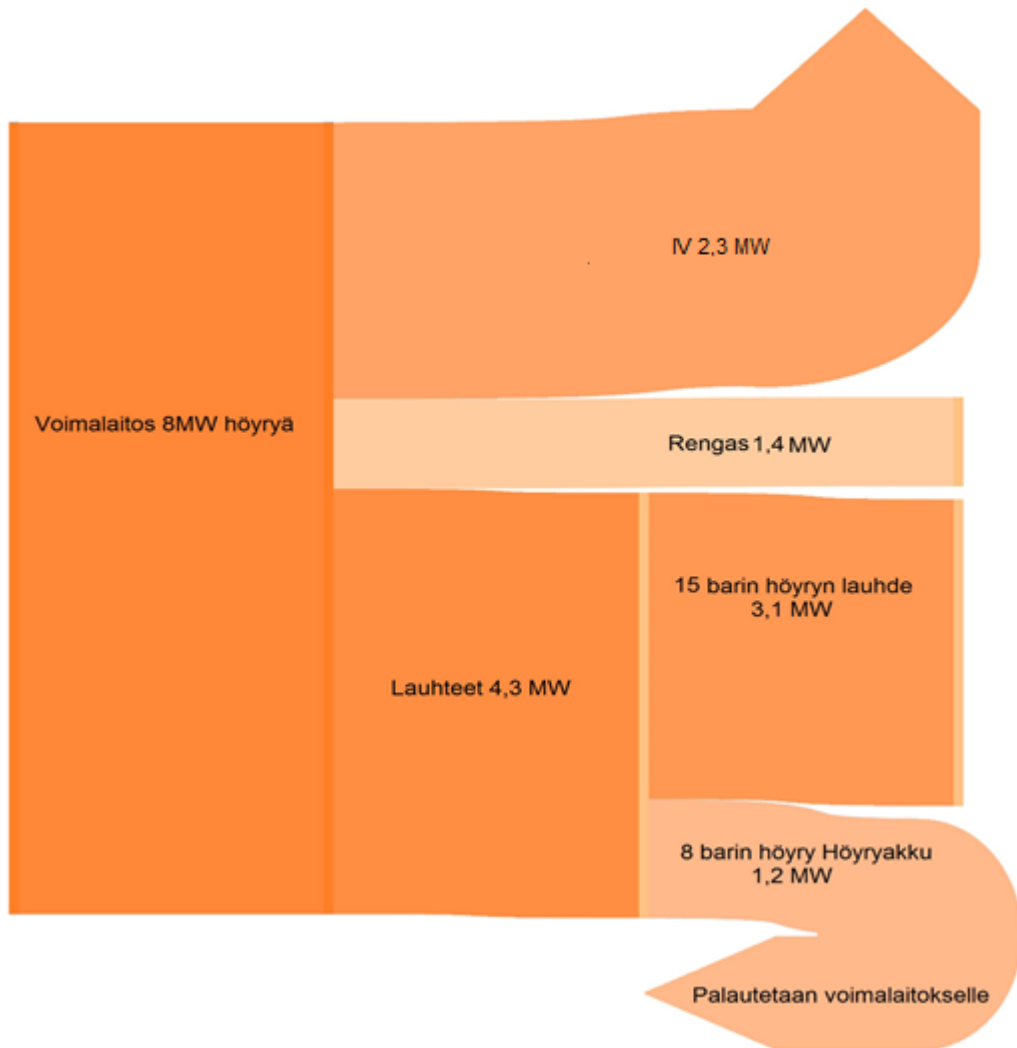 IV 2,3 MW
Voimalaitos 8MW höyryä
Rengas 1,4 MW
15 barin höyryn lauhde
3,1 MW
Lauhteet 4,3 MW
8 barin höyry Höyryakku
1,2 MW
Palautetaan voimalaitokselle